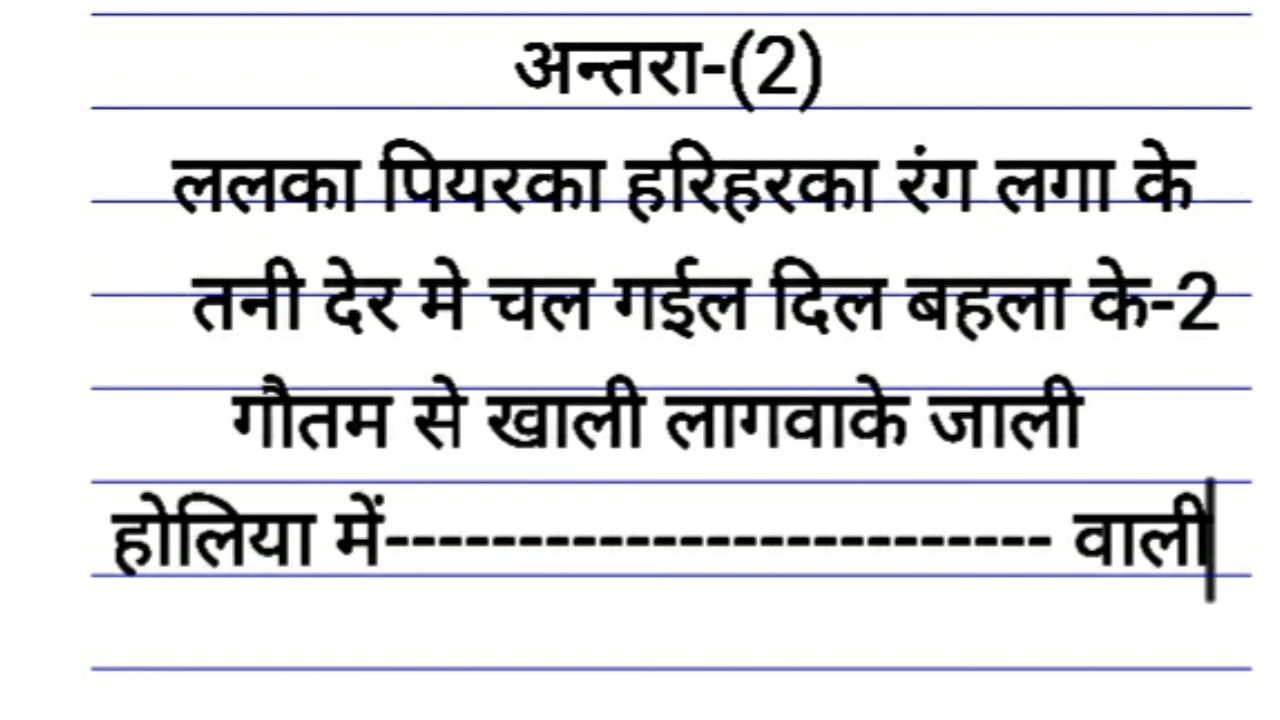 अन्तरा-(2)
ललका पियरका हरिहरका रंग लगा के
तनी देर मे चल गईल दिल बहला के-2
गौतम से खाली लागवाके जाली
होलिया में------------------------- वाली